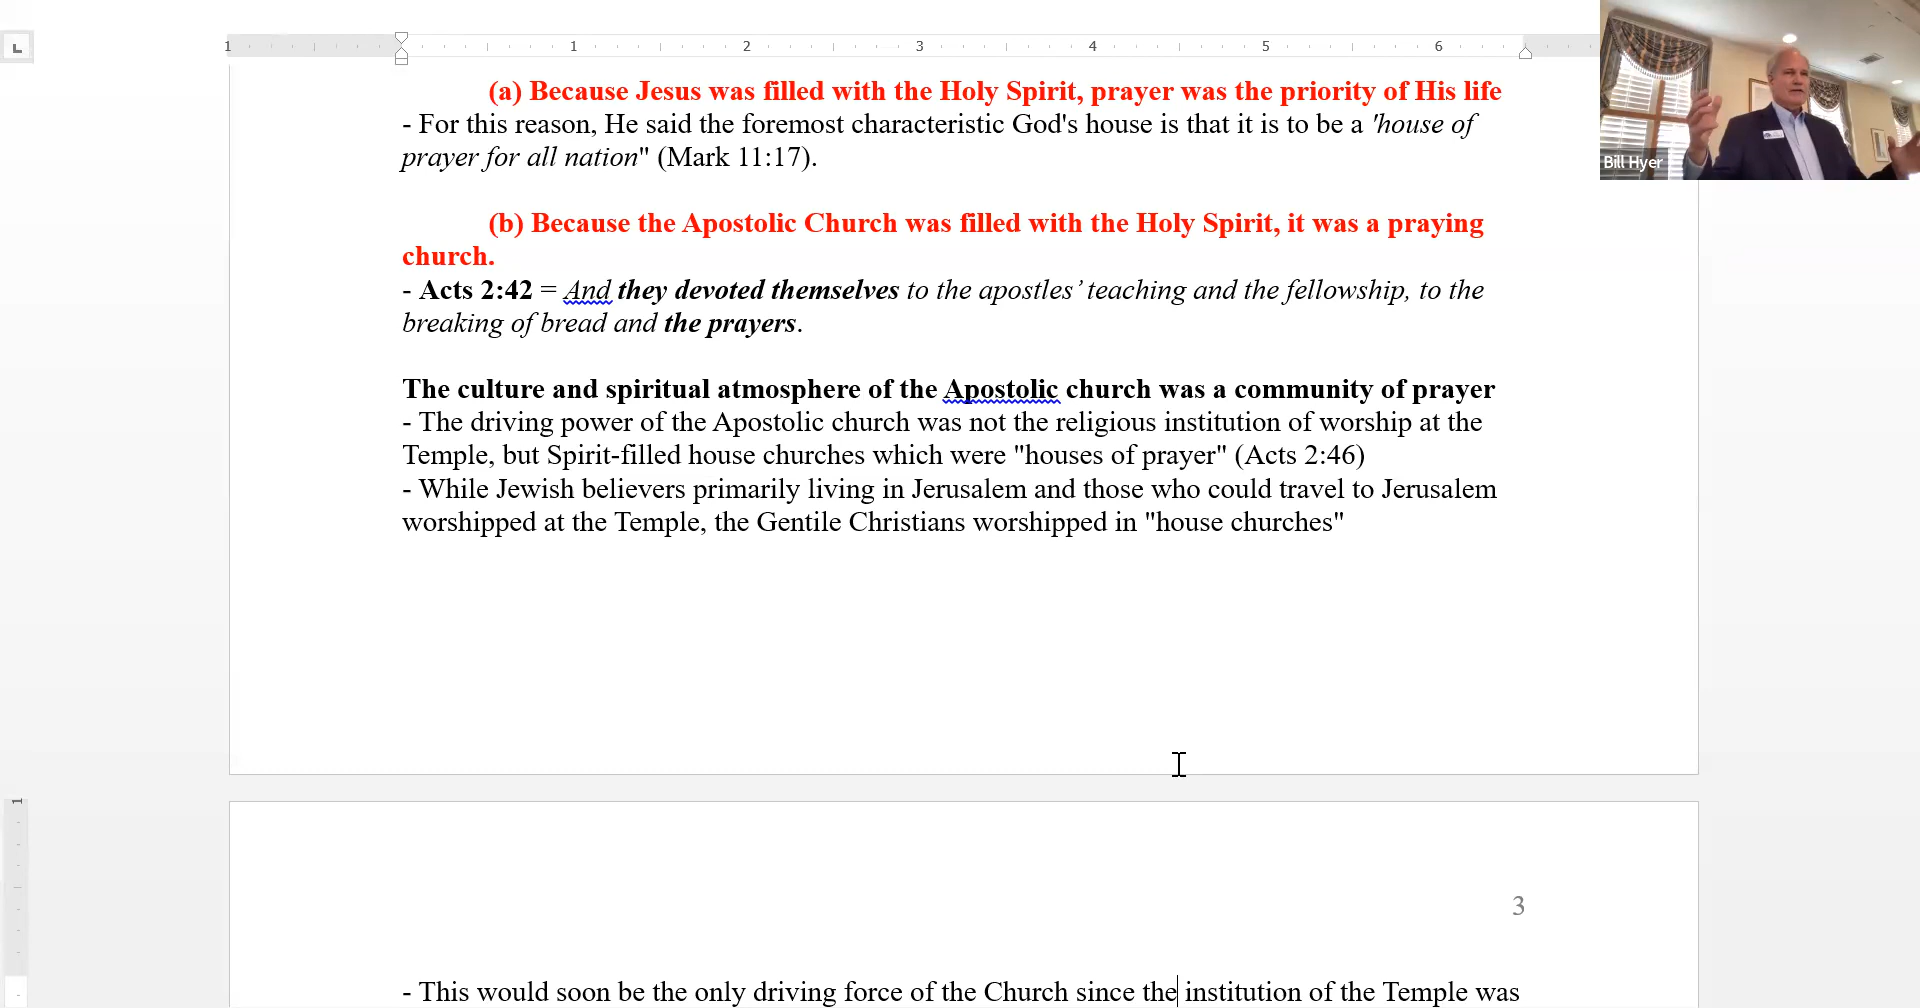 1 1 2 3 4 5 6
(a) Because Jesus was filled with the Holy Spirit, prayer was the priority of His life
- For this reason, He said the foremost characteristic God's house is that it is to be a 'house of
prayer for all nation" (Mark 11:17).
Bill Hyer
(b) Because the Apostolic Church was filled with the Holy Spirit, it was a praying
church.
- Acts 2:42 = And they devoted themselves to the apostles’ teaching and the fellowship, to the
breaking of bread and the prayers.
The culture and spiritual atmosphere of the Apostolic church was a community of prayer
- The driving power of the Apostolic church was not the religious institution of worship at the
Temple, but Spirit-filled house churches which were "houses of prayer" (Acts 2:46)
- While Jewish believers primarily living in Jerusalem and those who could travel to Jerusalem
worshipped at the Temple, the Gentile Christians worshipped in "house churches"
1
3
- This would soon be the only driving force of the Church since the institution of the Temple was